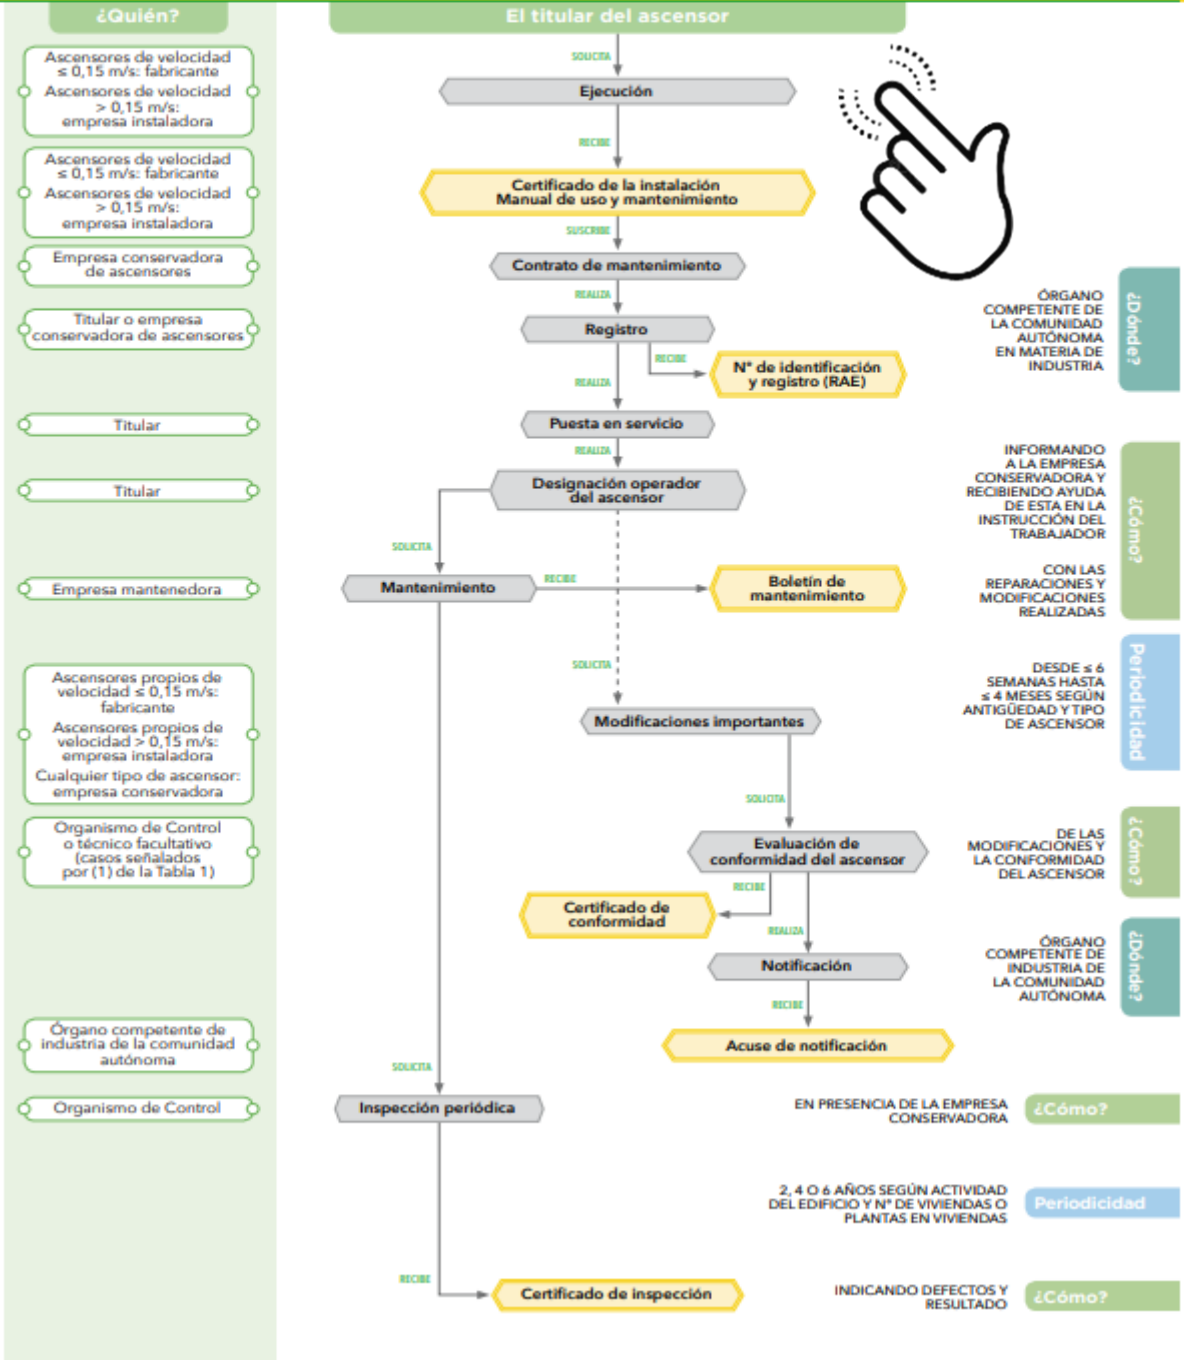 ¿Quién?
El titular del ascensor
Ascensores de velocidad
≤ 0,15 m/s: fabricante
Ascensores de velocidad
> 0,15 m/s:
empresa instaladora
SOLICITA
Ejecución
RECIBE
Ascensores de velocidad
≤ 0,15 m/s: fabricante
Ascensores de velocidad
> 0,15 m/s:
empresa instaladora
Certificado de la instalación
Manual de uso y mantenimiento
SUSCRIBE
Empresa conservadora
de ascensores
Contrato de mantenimiento
REALIZA
Titular o empresa
conservadora de ascensores
Registro
RECIBE
Nº de identificación
y registro (RAE)
ÓRGANO
COMPETENTE DE
LA COMUNIDAD
AUTÓNOMA
EN MATERIA DE
INDUSTRIA
¿Dónde?
REALIZA
Titular
Puesta en servicio
REALIZA
Titular
Designación operador
del ascensor
INFORMANDO
A LA EMPRESA
CONSERVADORA Y
RECIBIENDO AYUDA
DE ESTA EN LA
INSTRUCCIÓN DEL
TRABAJADOR
¿Cómo?
SOLICITA
Empresa mantenedora
Mantenimiento
RECIBE
Boletín de
mantenimiento
CON LAS
REPARACIONES Y
MODIFICACIONES
REALIZADAS
SOLICITA
Ascensores propios de
velocidad ≤ 0,15 m/s:
fabricante
Ascensores propios de
velocidad > 0,15 m/s:
empresa instaladora
Cualquier tipo de ascensor:
empresa conservadora
Modificaciones importantes
DESDE ≤ 6
SEMANAS HASTA
≤ 4 MESES SEGÚN
ANTIGÜEDAD Y TIPO
DE ASCENSOR
Periodicidad
SOLICITA
Organismo de Control
o técnico facultativo
(casos señalados
por (1) de la Tabla 1)
Evaluación de
conformidad del ascensor
DE LAS
MODIFICACIONES Y
LA CONFORMIDAD
DEL ASCENSOR
¿Cómo?
RECIBE
Certificado de
conformidad
REALIZA
Notificación
ÓRGANO
COMPETENTE DE
INDUSTRIA DE
LA COMUNIDAD
AUTÓNOMA
¿Dónde?
RECIBE
Órgano competente de
industria de la comunidad
autónoma
Acuse de notificación
SOLICITA
Organismo de Control
Inspección periódica
EN PRESENCIA DE LA EMPRESA
CONSERVADORA
¿Cómo?
2, 4 O 6 AÑOS SEGÚN ACTIVIDAD
DEL EDIFICIO Y Nº DE VIVIENDAS O
PLANTAS EN VIVIENDAS
Periodicidad
RECIBE
Certificado de inspección
INDICANDO DEFECTOS Y
RESULTADO
¿Cómo?